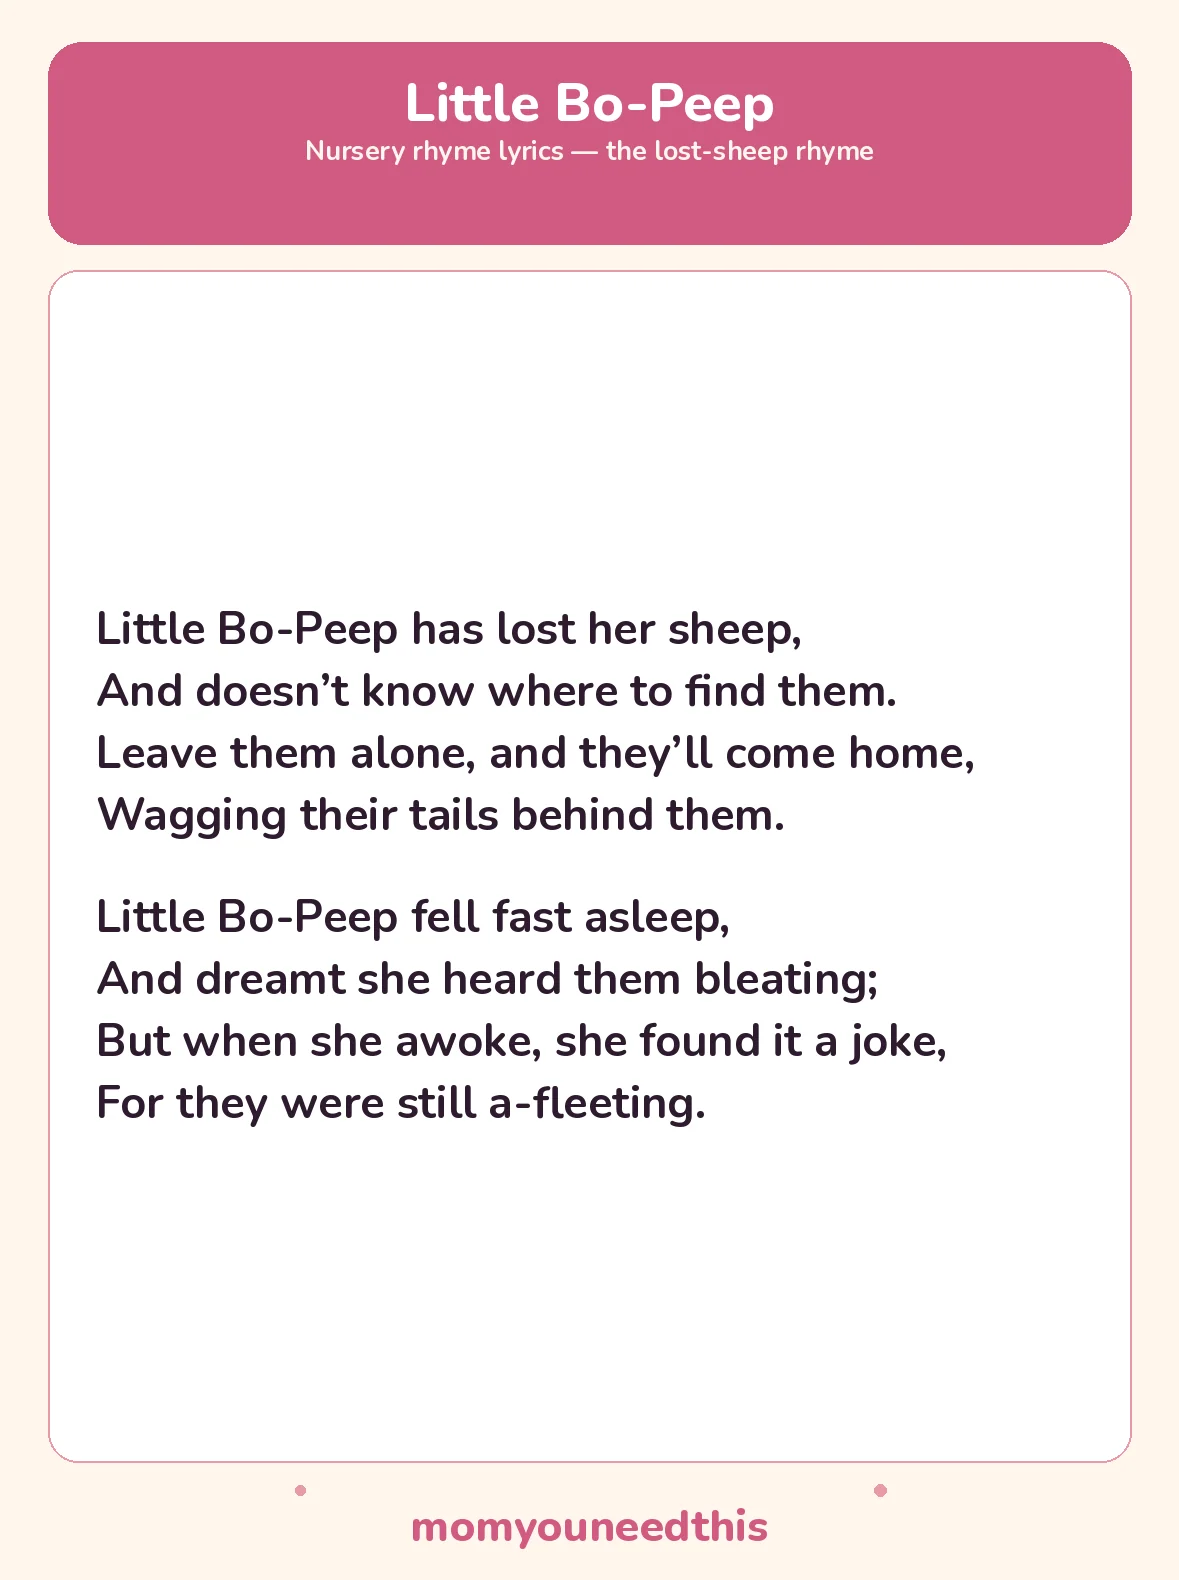 Little Bo-Peep
Nursery rhyme lyrics — the lost-sheep rhyme
Little Bo-Peep has lost her sheep,
And doesn’t know where to find them.
Leave them alone, and they’ll come home,
Wagging their tails behind them.
Little Bo-Peep fell fast asleep,
And dreamt she heard them bleating;
But when she awoke, she found it a joke,
For they were still a-fleeting.
momyouneedthis